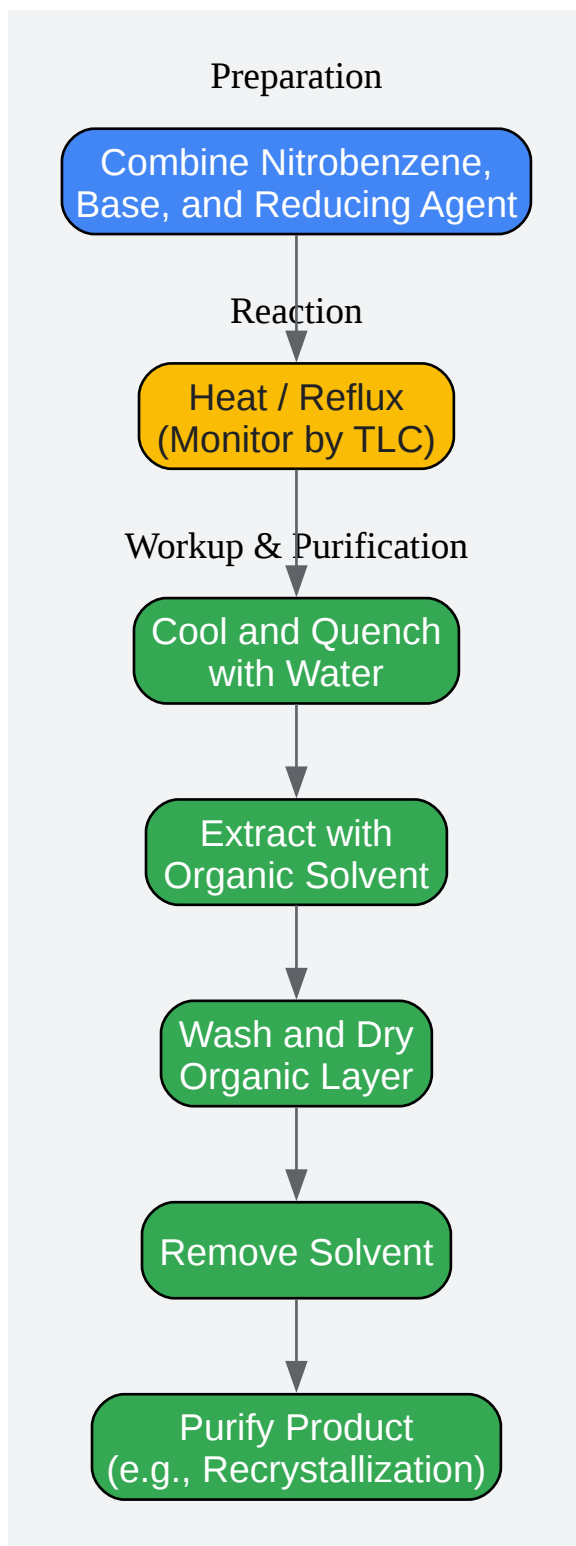 Preparation
Combine Nitrobenzene,
Base, and Reducing Agent
Reaction
Heat / Reflux
(Monitor by TLC)
Workup & Purification
Cool and Quench
with Water
Extract with
Organic Solvent
Wash and Dry
Organic Layer
Remove Solvent
Purify Product
(e.g., Recrystallization)